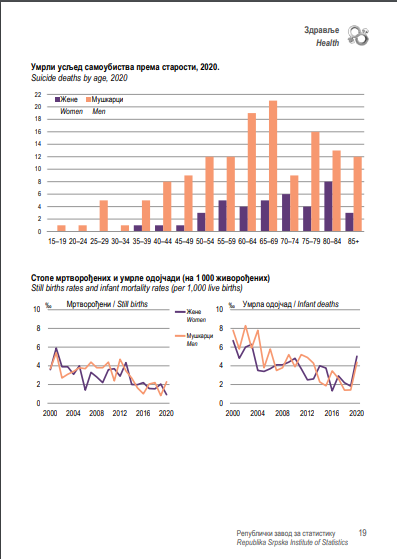 Здравље
Health
Умрли усљед самоубиства према старости, 2020.
Suicide deaths by age, 2020
22
20
18
16
14
12
10
8
6
4
2
0
Жене Мушкарци
Women Men
15–19 20–24 25–29 30–34 35–39 40–44 45–49 50–54 55–59 60–64 65–69 70–74 75–79 80–84 85+
Стопе мртворођених и умрле одојчади (на 1 000 живорођених)
Still births rates and infant mortality rates (per 1,000 live births)
‰ Мртворођени / Still births
10
8
6
4
2
0
2000 2004 2008 2012 2016 2020
Жене
Women
Мушкарци
Men
‰ Умрла одојчад / Infant deaths
10
8
6
4
2
0
2000 2004 2008 2012 2016 2020
Републички завод за статистику 19
Republika Srpska Institute of Statistics